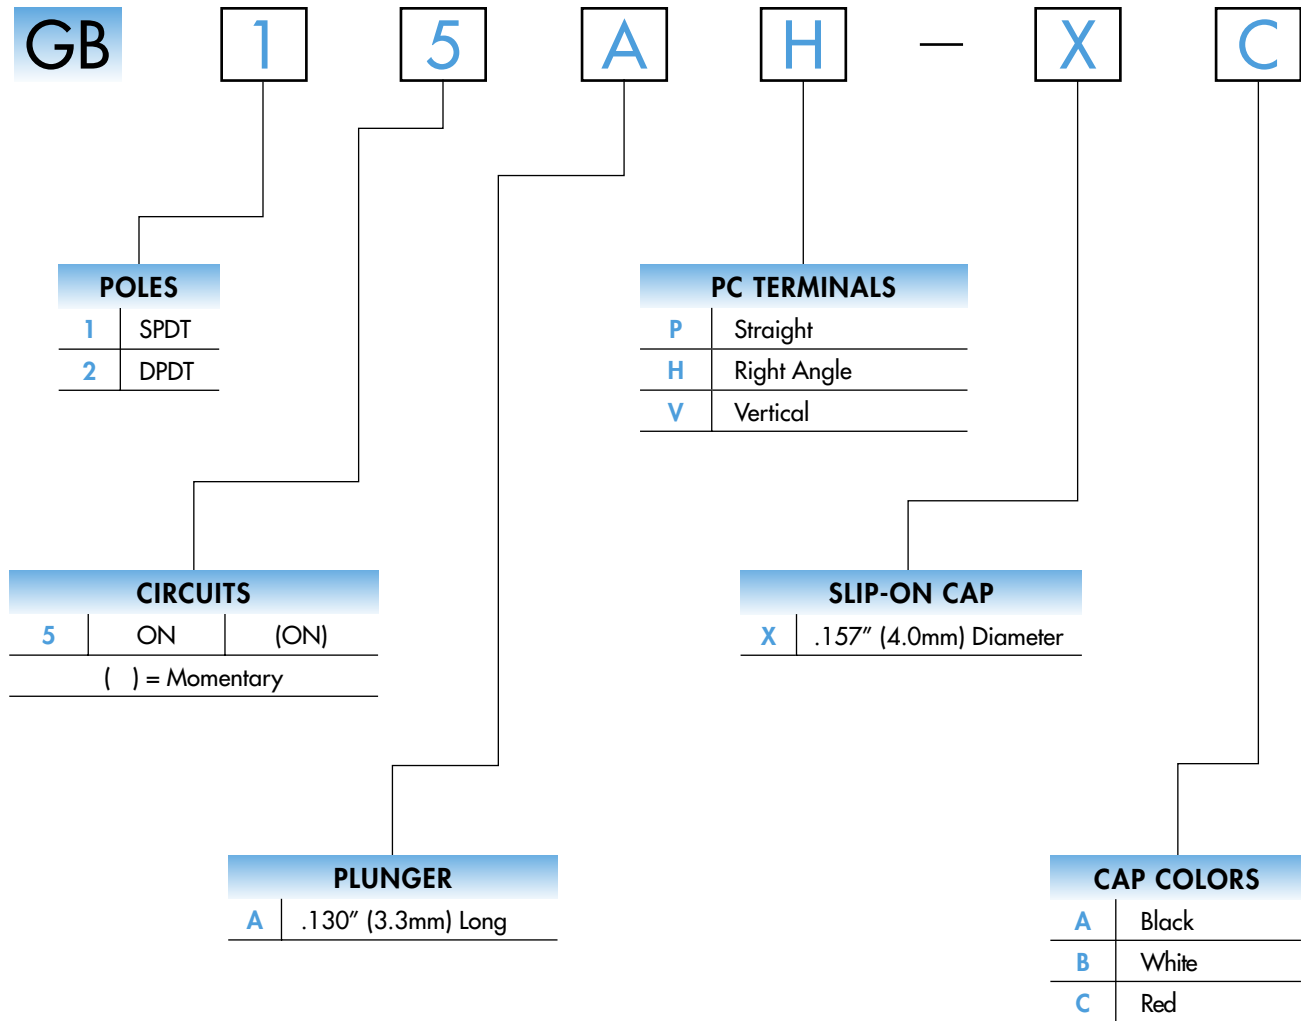 GB 1 5 A H — X C
POLES
1 SPDT
2 DPDT
PC TERMINALS
P Straight
H Right Angle
V Vertical
CIRCUITS
5 ON (ON)
( ) = Momentary
SLIP-ON CAP
X .157" (4.0mm) Diameter
PLUNGER
A .130" (3.3mm) Long
CAP COLORS
A Black
B White
C Red